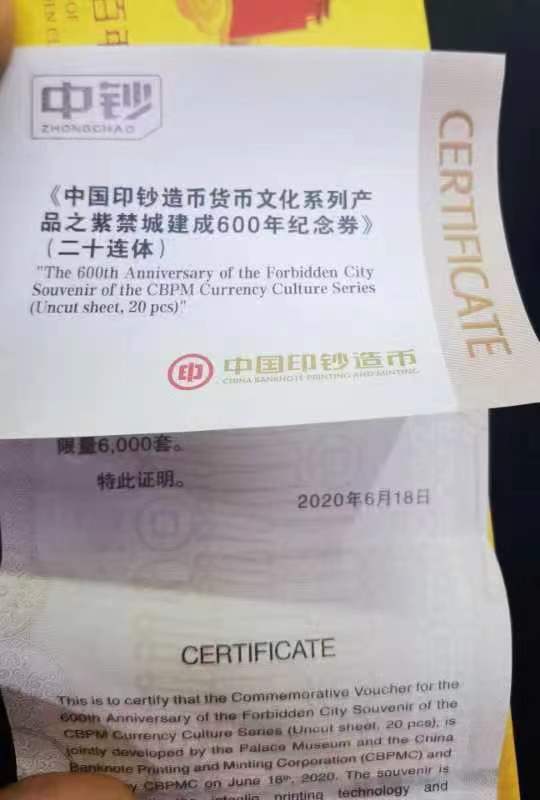 中钞
ZHONGCHAO
CERTIFICATE
《中国印钞造币货币文化系列产
品之紫禁城建成600年纪念券》
（二十连体）
"The 600th Anniversary of the Forbidden City
Souvenir of the CBPM Currency Culture Series
(Uncut sheet, 20 pcs)"
中国印钞造币
CHINA BANKNOTE PRINTING AND MINTING
限量6,000套。
特此证明。
2020年6月18日
CERTIFICATE
This is to certify that the Commemorative Voucher for the
600th Anniversary of the Forbidden City Souvenir of the
CBPM Currency Culture Series (Uncut sheet, 20 pcs), is
jointly developed by the Palace Museum and the China
Banknote Printing and Minting Corporation (CBPMC) and
by CBPMC on June 18th, 2020. The souvenir is
intaglio printing technology and